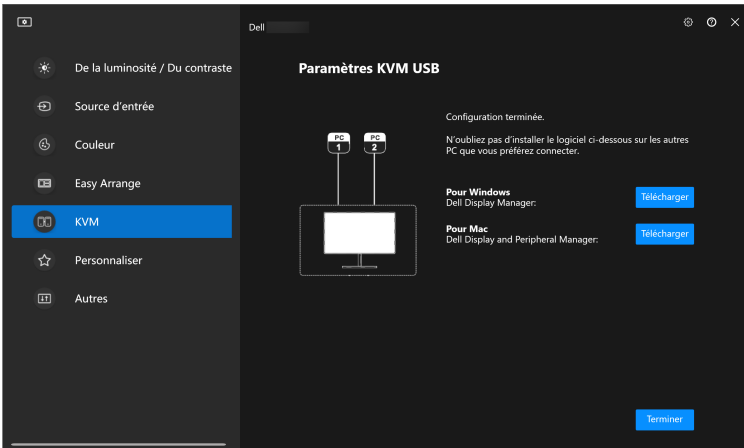 Dell
De la luminosité / Du contraste
Source d'entrée
Couleur
Easy Arrange
KVM
Personnaliser
Autres
Paramètres KVM USB
PC
1
PC
2
Configuration terminée.
N'oubliez pas d'installer le logiciel ci-dessous sur les autres
PC que vous préférez connecter.
Pour Windows
Dell Display Manager:
Télécharger
Pour Mac
Dell Display and Peripheral Manager:
Télécharger
Terminer